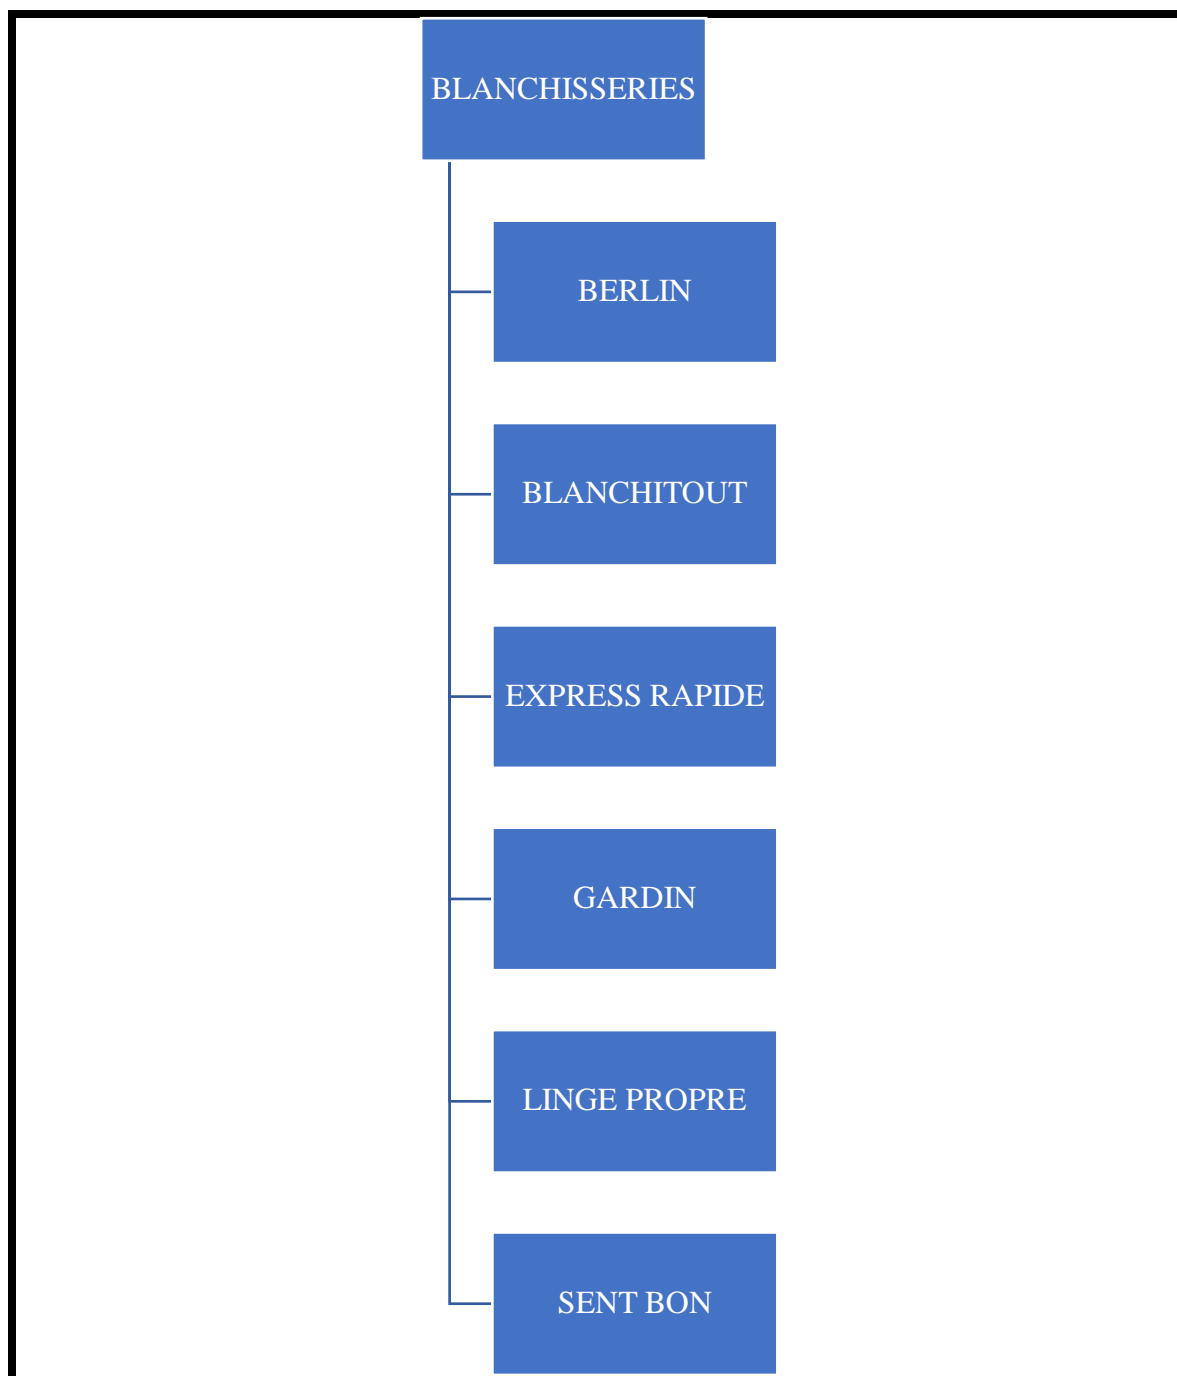 BLANCHISSERIES
BERLIN
BLANCHITOUT
EXPRESS RAPIDE
GARDIN
LINGE PROPRE
SENT BON